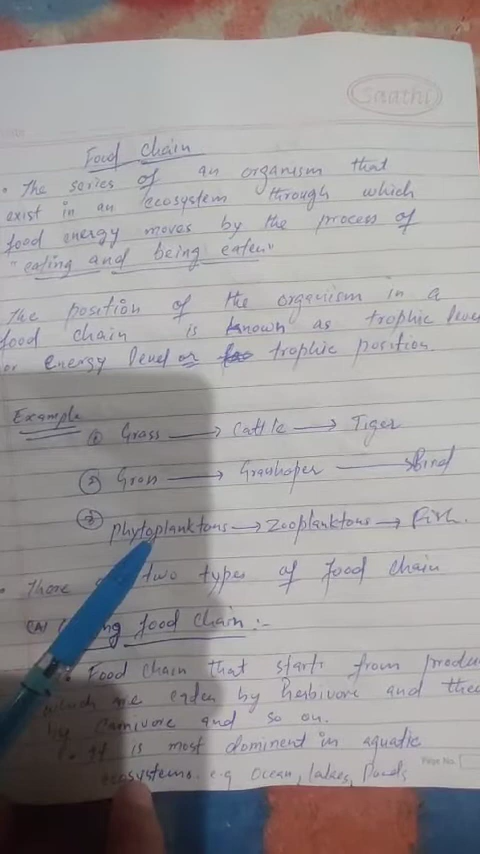 Saathi
Food chain
• The series of an organism that
exist in an ecosystem through which
food energy moves by the process of
"eating and being eaten"
The position of the organism in a
food chain is known as trophic leve
or energy level or trophic position.
Example ① Grass → Cattle → Tiger
② Grass → Grasshoper → Bird
③ Phytoplanktons → Zooplanktons → Fish.
• There two types of food chain
(A) food chain :-
• Food chain that starts from produ
which are eaten by herbivore and then
by carnivore and so on.
• It is most dominent in aquatic
ecosystems. e.g Ocean, lakes, Ponds
Page No.